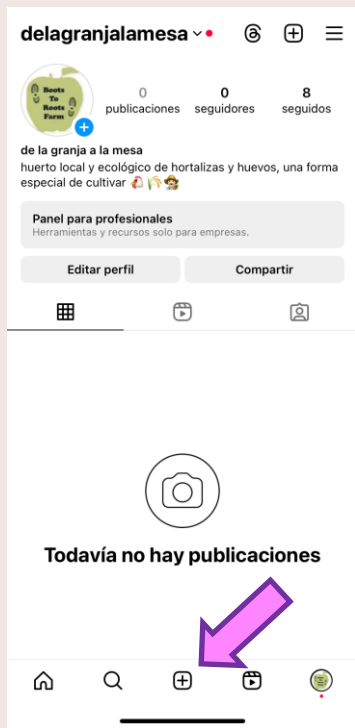 delagranjalamesa
Boots
To
Roots
Farm
0 0 8
publicaciones seguidores seguidos
de la granja a la mesa
huerto local y ecológico de hortalizas y huevos, una forma
especial de cultivar 🐔🌾👩‍🌾
Panel para profesionales
Herramientas y recursos solo para empresas.
Editar perfil Compartir
Todavía no hay publicaciones